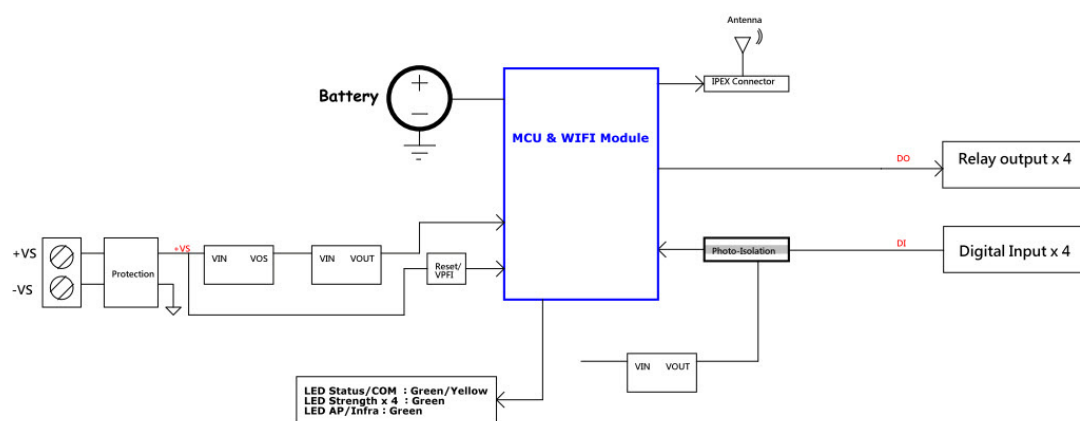 Antenna
IPEX Connector
Battery
+
−
MCU & WIFI Module
DO
Relay output x 4
DI
Photo-Isolation
Digital Input x 4
+VS
-VS
Protection
+VS
VIN VOS
VIN VOUT
Reset/
VPFI
VIN VOUT
LED Status/COM : Green/Yellow
LED Strength x 4 : Green
LED AP/Infra : Green